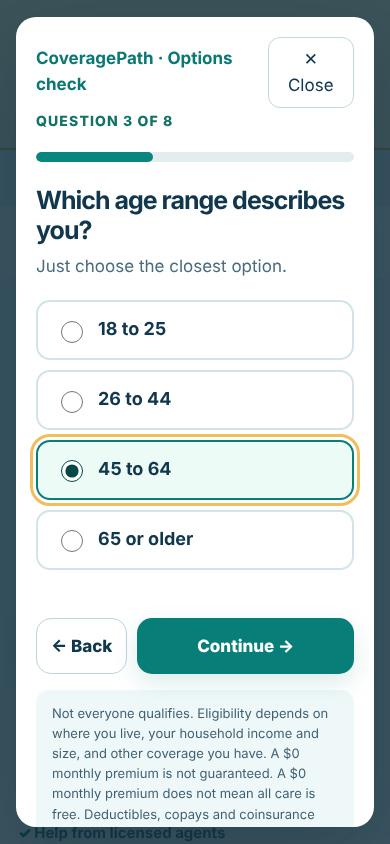 CoveragePath · Options
check
× 
Close
QUESTION 3 OF 8
Which age range describes
you?
Just choose the closest option.
18 to 25
26 to 44
45 to 64
65 or older
← Back
Continue →
Not everyone qualifies. Eligibility depends on
where you live, your household income and
size, and other coverage you have. A $0
monthly premium is not guaranteed. A $0
monthly premium does not mean all care is
free. Deductibles, copays and coinsurance
✓ Help from licensed agents